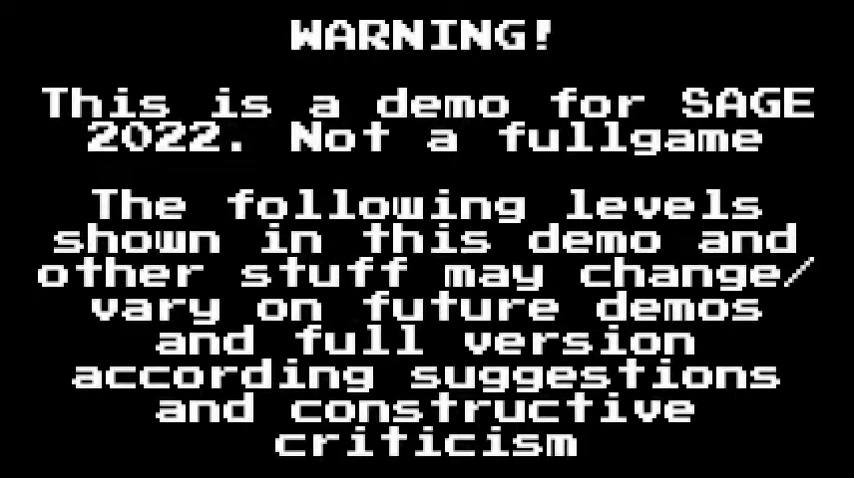 WARNING!
This is a demo for SAGE
2022. Not a fullgame
The following levels
shown in this demo and
other stuff may change/
vary on future demos
and full version
according suggestions
and constructive
criticism